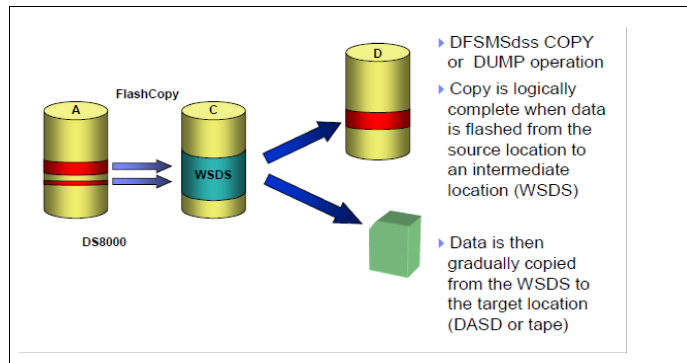 D
FlashCopy
A
C
WSDS
DS8000
DFSMSdss COPY
or DUMP operation
Copy is logically
complete when data
is flashed from the
source location to
an intermediate
location (WSDS)
Data is then
gradually copied
from the WSDS to
the target location
(DASD or tape)